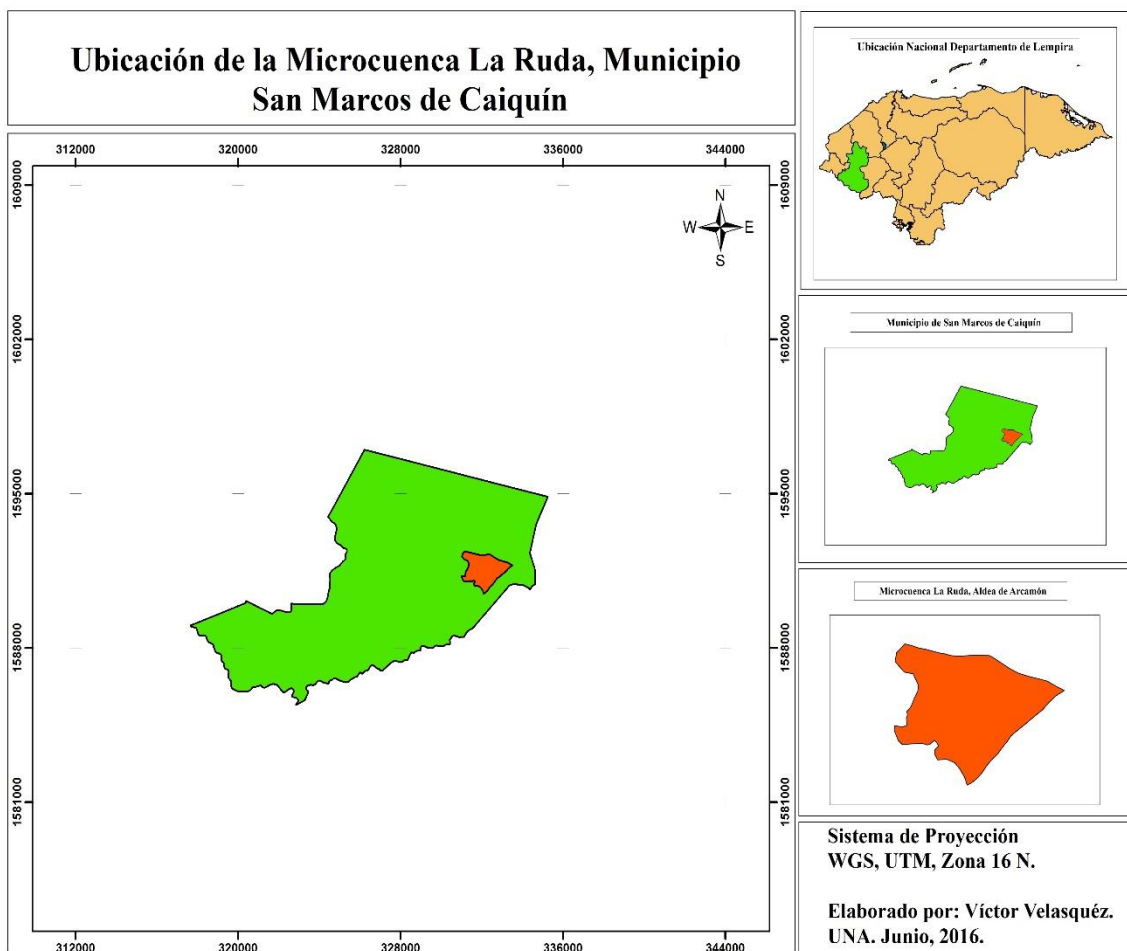 Ubicación de la Microcuenca La Ruda, Municipio
San Marcos de Caiquín
312000
320000
328000
336000
344000
1609000
1609000
1602000
1602000
1595000
1595000
1588000
1588000
1581000
1581000
N
W
E
S
312000
320000
328000
336000
344000
Ubicación Nacional Departamento de Lempira
Municipio de San Marcos de Caiquín
Microcuenca La Ruda, Aldea de Arcamón
Sistema de Proyección
WGS, UTM, Zona 16 N.
Elaborado por: Víctor Velasquéz.
UNA. Junio, 2016.